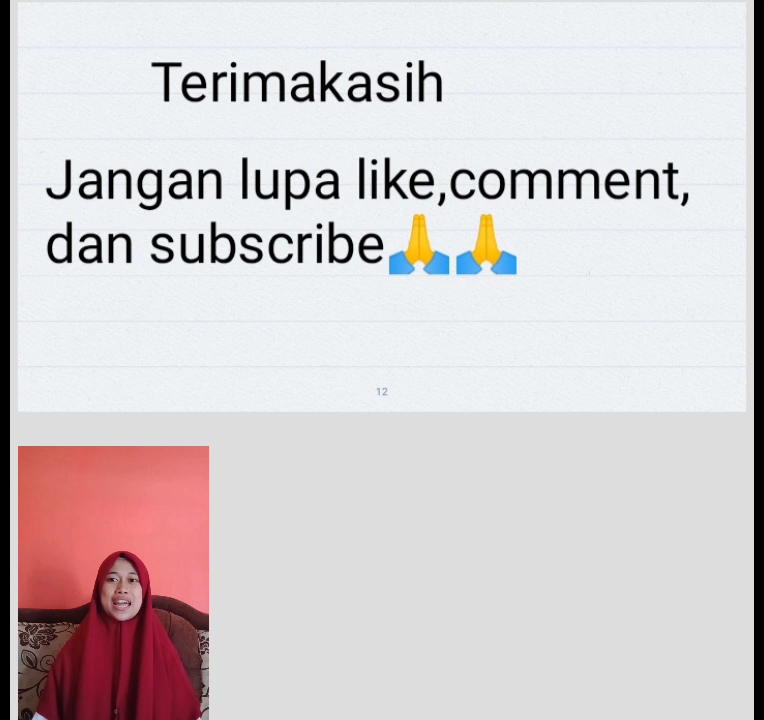 Terimakasih
Jangan lupa like,comment,
dan subscribe🙏🙏
12